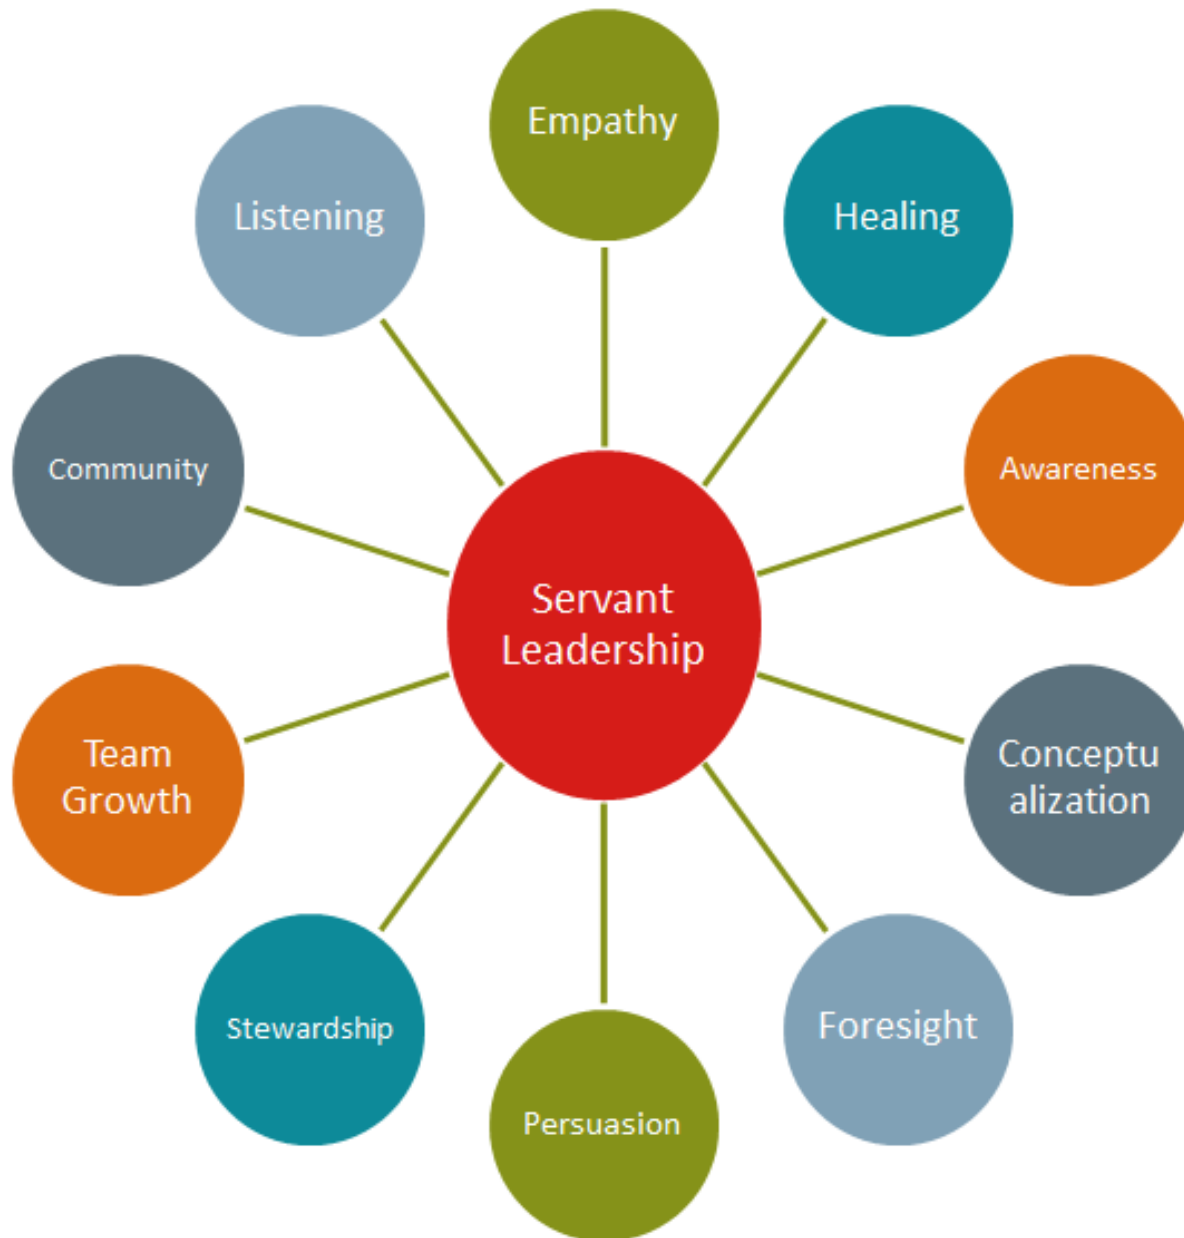 Empathy
Listening
Healing
Community
Awareness
Servant
Leadership
Team
Growth
Conceptu
alization
Stewardship
Foresight
Persuasion